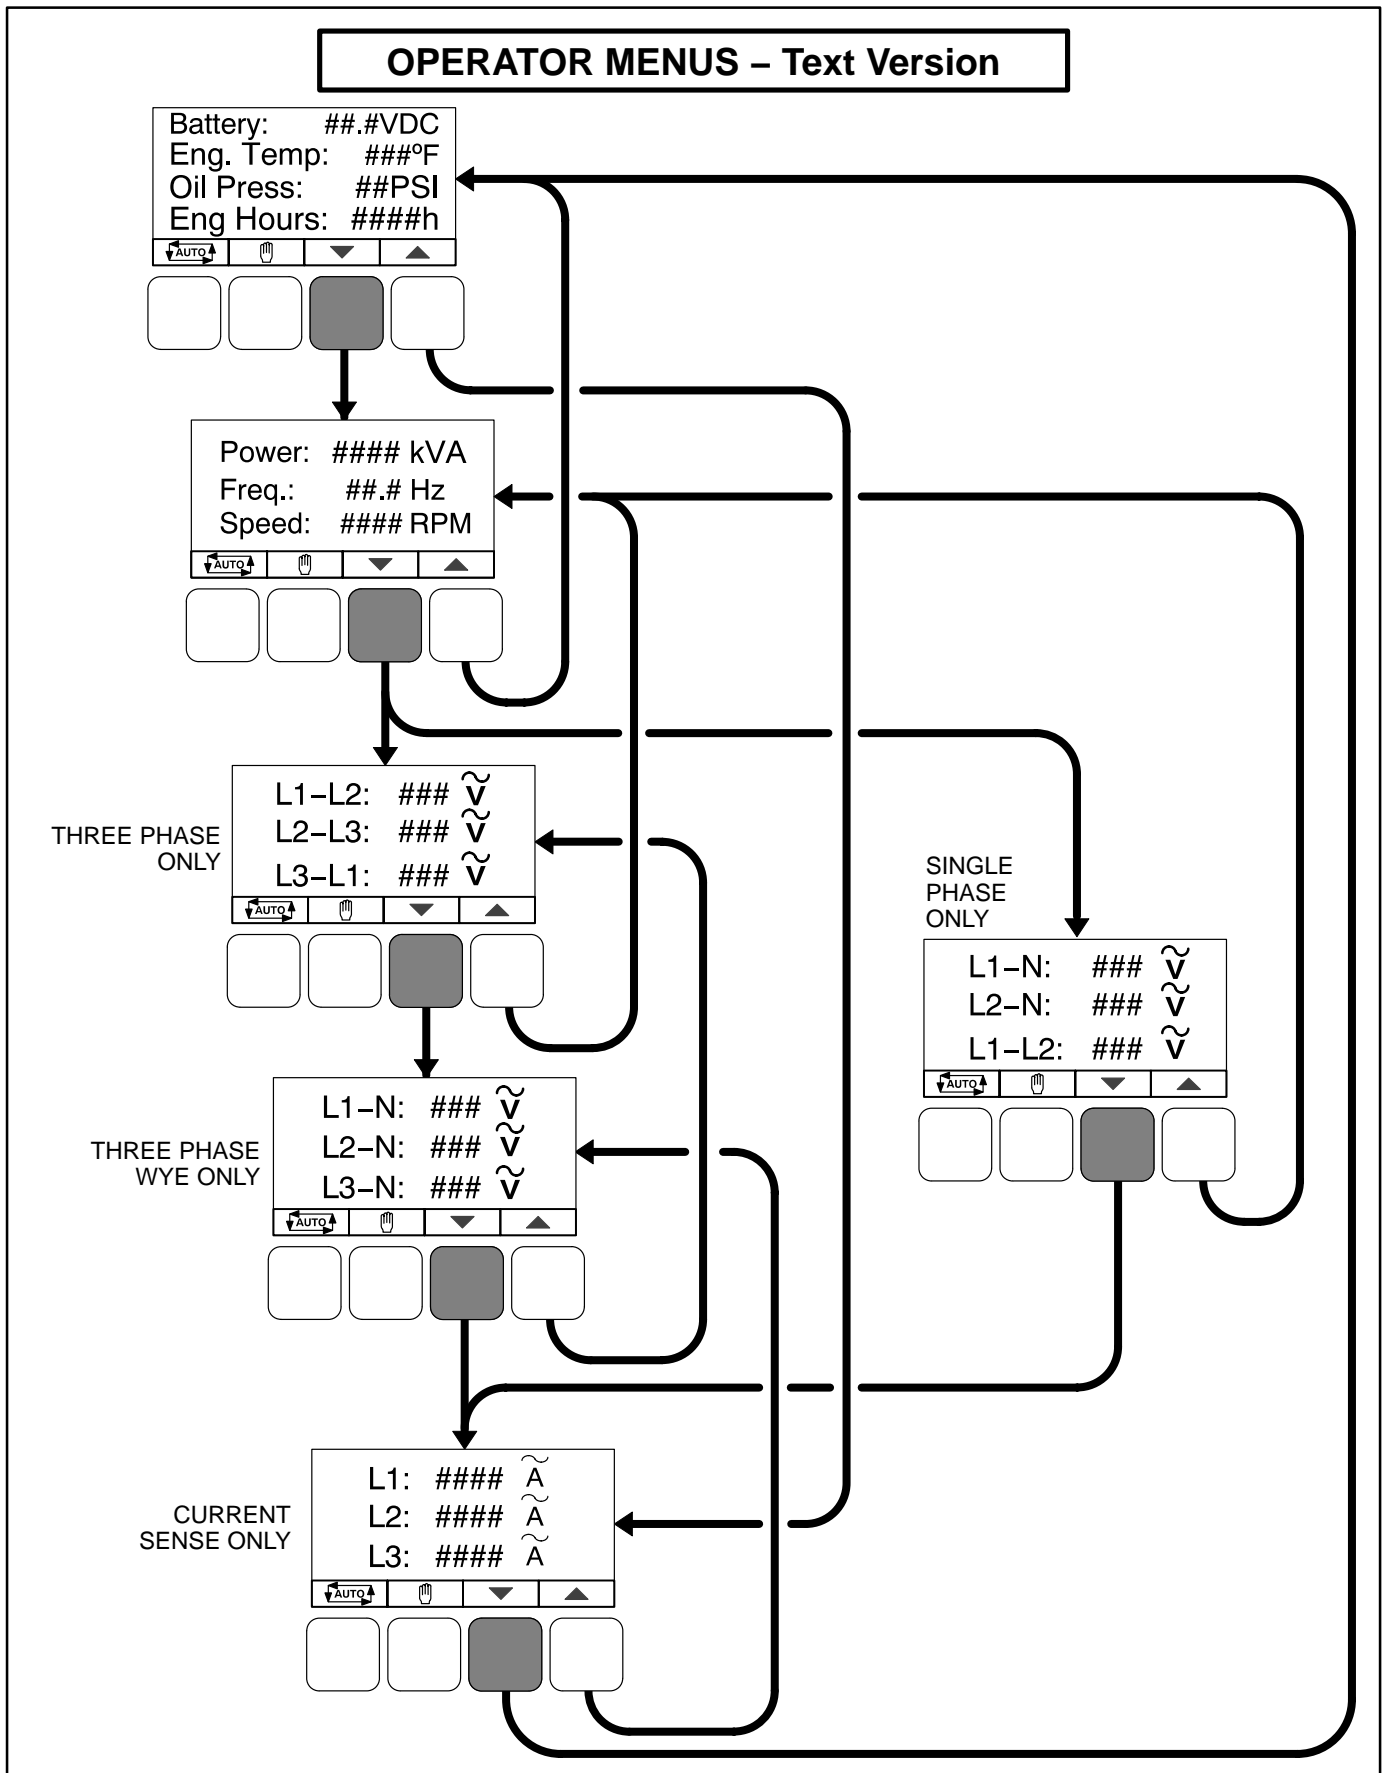 OPERATOR MENUS – Text Version
Battery: ##.#VDC
Eng. Temp: ###ºF
Oil Press: ##PSI
Eng Hours: ####h
AUTO
Power: #### kVA
Freq.: ##.# Hz
Speed: #### RPM
AUTO
THREE PHASE
ONLY
L1–L2: ### V
L2–L3: ### V
L3–L1: ### V
AUTO
SINGLE
PHASE
ONLY
L1–N: ### V
L2–N: ### V
L1–L2: ### V
AUTO
THREE PHASE
WYE ONLY
L1–N: ### V
L2–N: ### V
L3–N: ### V
AUTO
CURRENT
SENSE ONLY
L1: #### A
L2: #### A
L3: #### A
AUTO